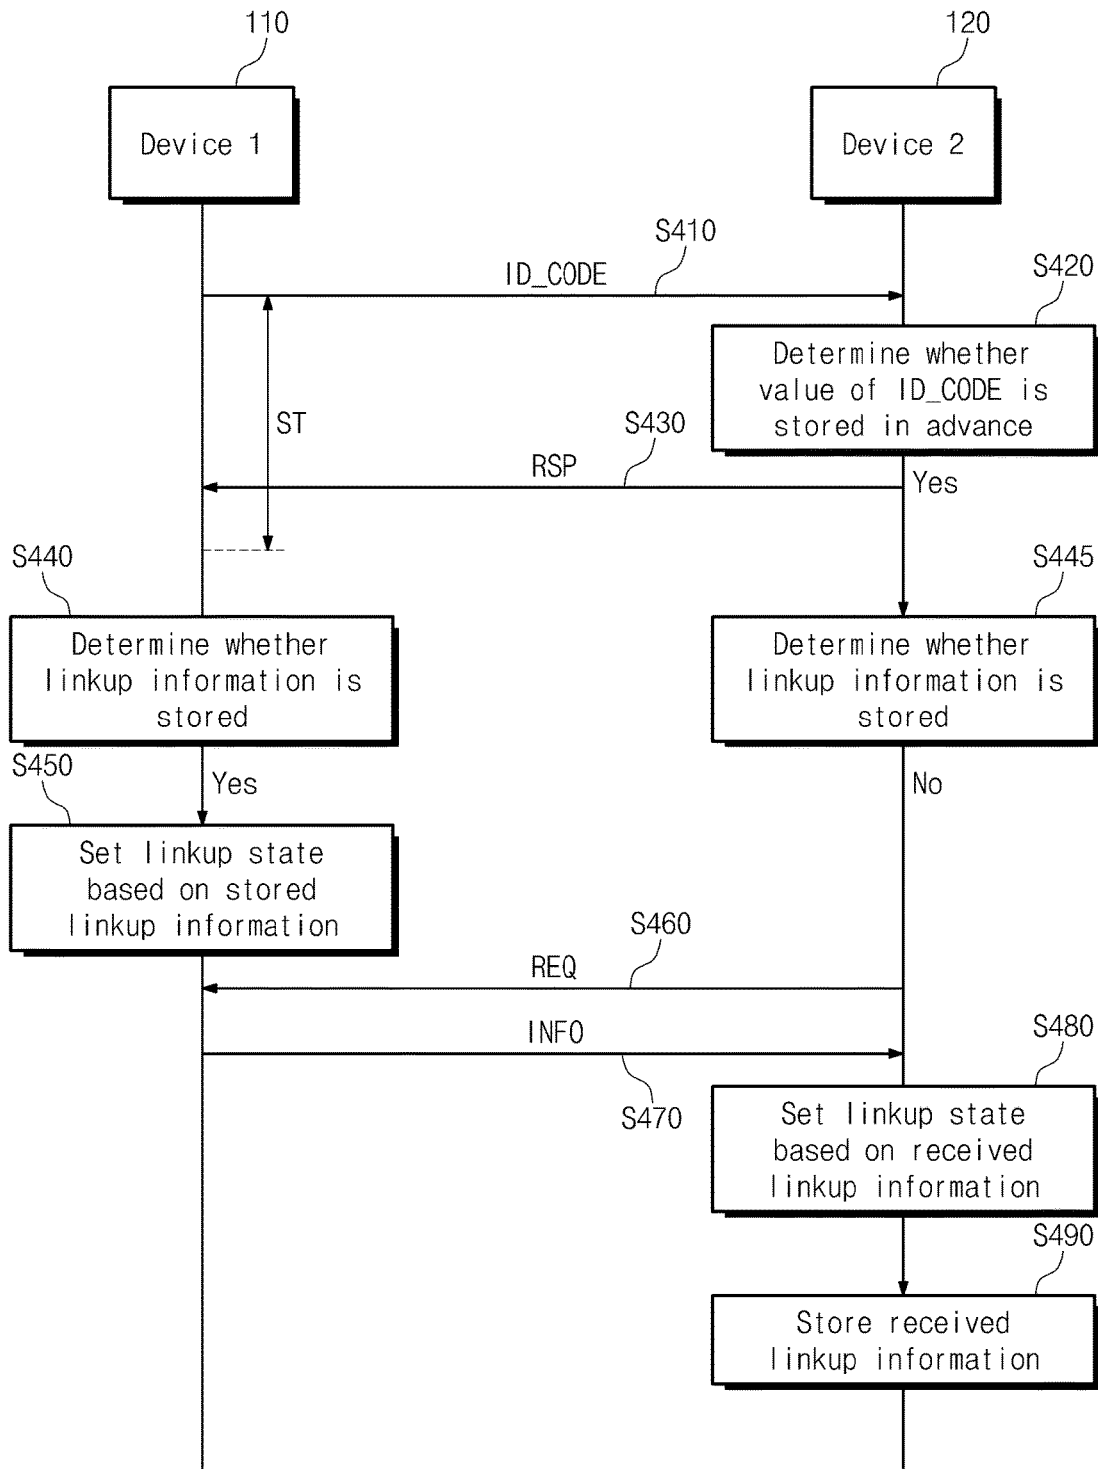 110
120
Device 1
Device 2
S410
ID_CODE
S420
Determine whether
value of ID_CODE is
stored in advance
ST
S430
RSP
Yes
S440
S445
Determine whether
linkup information is
stored
Determine whether
linkup information is
stored
S450
Yes
No
Set linkup state
based on stored
linkup information
S460
REQ
INFO
S470
S480
Set linkup state
based on received
linkup information
S490
Store received
linkup information